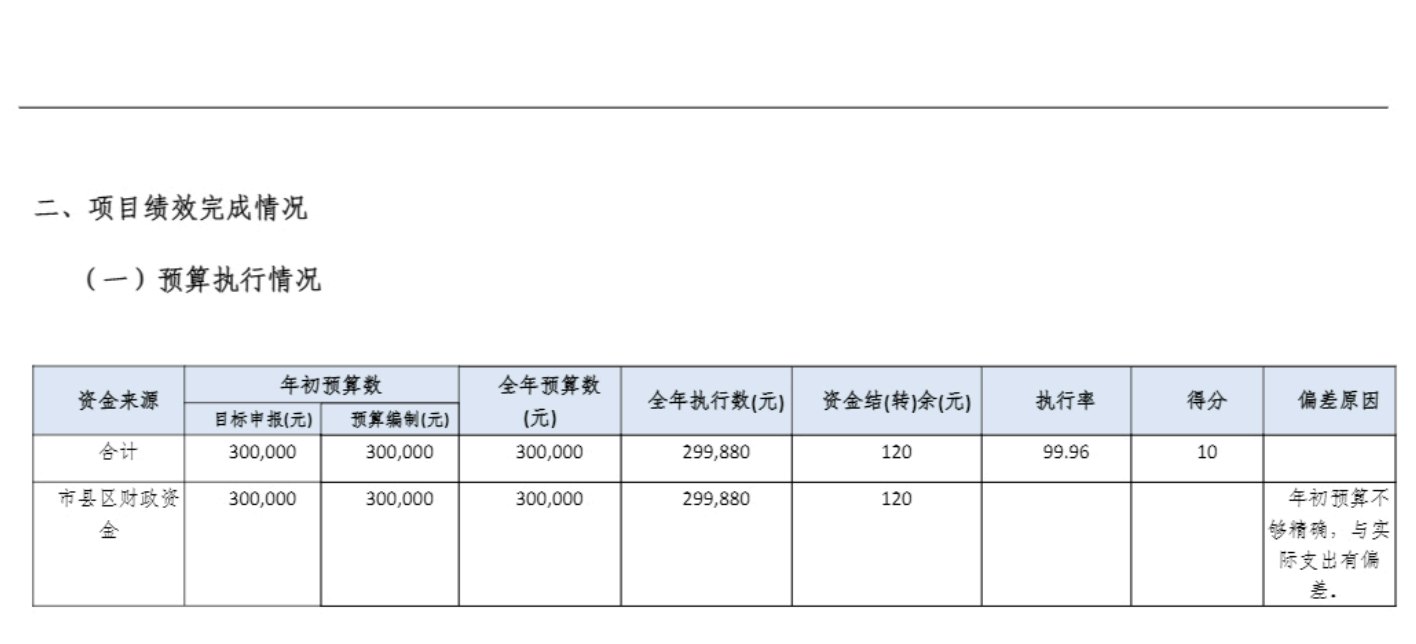 二、项目绩效完成情况
（一）预算执行情况
资金来源 年初预算数 全年预算数(元) 全年执行数(元) 资金结(转)余(元) 执行率 得分 偏差原因
目标申报(元) 预算编制(元)
合计 300,000 300,000 300,000 299,880 120 99.96 10
市县区财政资金 300,000 300,000 300,000 299,880 120 年初预算不够精确，与实际支出有偏差.